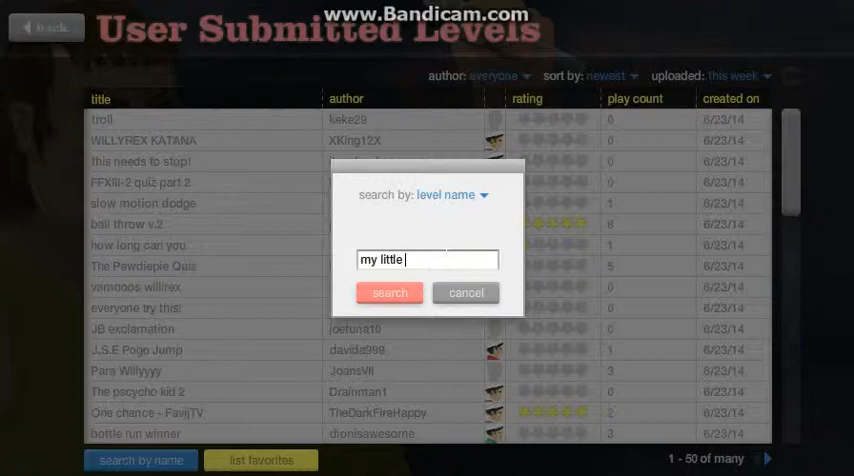 www.Bandicam.com
back
User Submitted Levels
author: everyone sort by: newest uploaded: this week
title author rating play count created on
troll keke29 0 6/23/14
WILLYREX KATANA XKing12X 0 6/23/14
this needs to stop! 6/23/14
FFXIII-2 quiz part 2 0 6/23/14
slow motion dodge 1 6/23/14
ball throw v.2 8 6/23/14
how long can you 1 6/23/14
The Pewdiepie Quiz 5 6/23/14
vamooos willirex 0 6/23/14
everyone try this! 0 6/23/14
JB exclamation joetuna10 0 6/23/14
J.S.E Pogo Jump davida999 1 6/23/14
Para Willyyyy JoansVII 3 6/23/14
The pscycho kid 2 Drainman1 0 6/23/14
One chance - FavijTV TheDarkFireHappy 2 6/23/14
bottle run winner dionisawesome 3 6/23/14
search by: level name
my little
search cancel
search by name list favorites 1 - 50 of many